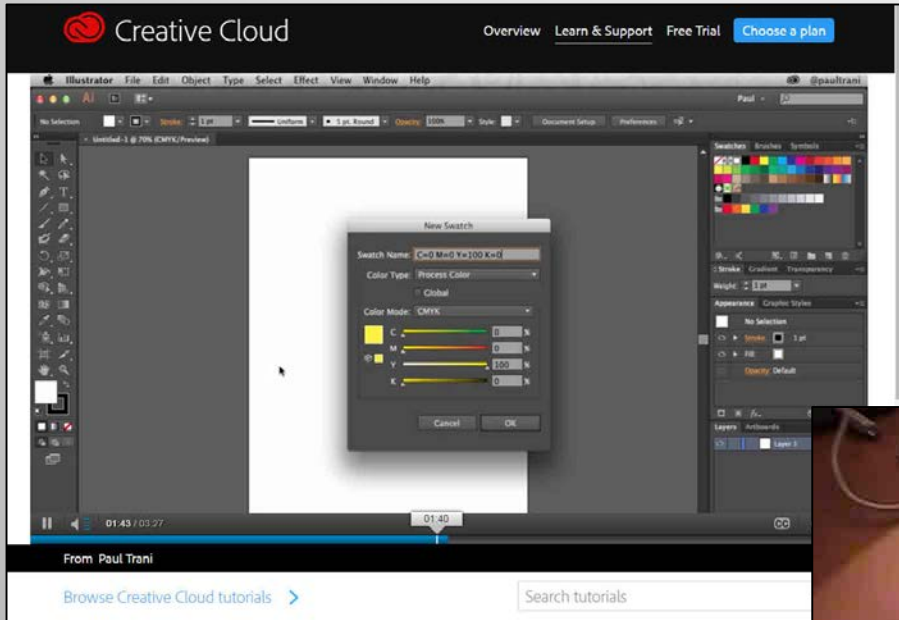 Creative Cloud
Overview Learn & Support Free Trial Choose a plan
Illustrator File Edit Object Type Select Effect View Window Help @paultrani
Ai Paul
No Selection Stroke: 1 pt Uniform 5 pt. Round Opacity: 100% Style: Document Setup Preferences
Untitled-1 @ 70% (CMYK/Preview)
Swatches Brushes Symbols
New Swatch
Swatch Name: C=0 M=0 Y=100 K=0
Color Type: Process Color
Global
Color Mode: CMYK
C 0 %
M 0 %
Y 100 %
K 0 %
Cancel OK
Stroke Gradient Transparency
Weight: 1 pt
Appearance Graphic Styles
No Selection
Stroke: 1 pt
Fill:
Opacity: Default
Layers Artboards
Layer 1
01:43 / 03:27
01:40
CC
From Paul Trani
Browse Creative Cloud tutorials >
Search tutorials